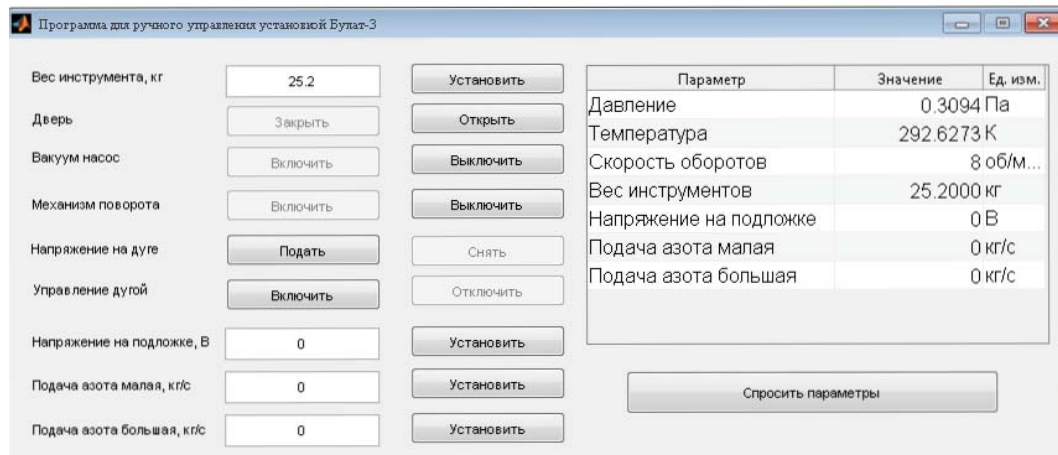 Программа для ручного управления установкой Булат-3
Вес инструмента, кг 25.2 Установить
Дверь Закрыть Открыть
Вакуум насос Включить Выключить
Механизм поворота Включить Выключить
Напряжение на дуге Подать Снять
Управление дугой Включить Отключить
Напряжение на подложке, В 0 Установить
Подача азота малая, кг/с 0 Установить
Подача азота большая, кг/с 0 Установить
Параметр Значение Ед. изм.
Давление 0.3094 Па
Температура 292.6273 К
Скорость оборотов 8 об/м...
Вес инструментов 25.2000 кг
Напряжение на подложке 0 В
Подача азота малая 0 кг/с
Подача азота большая 0 кг/с
Спросить параметры